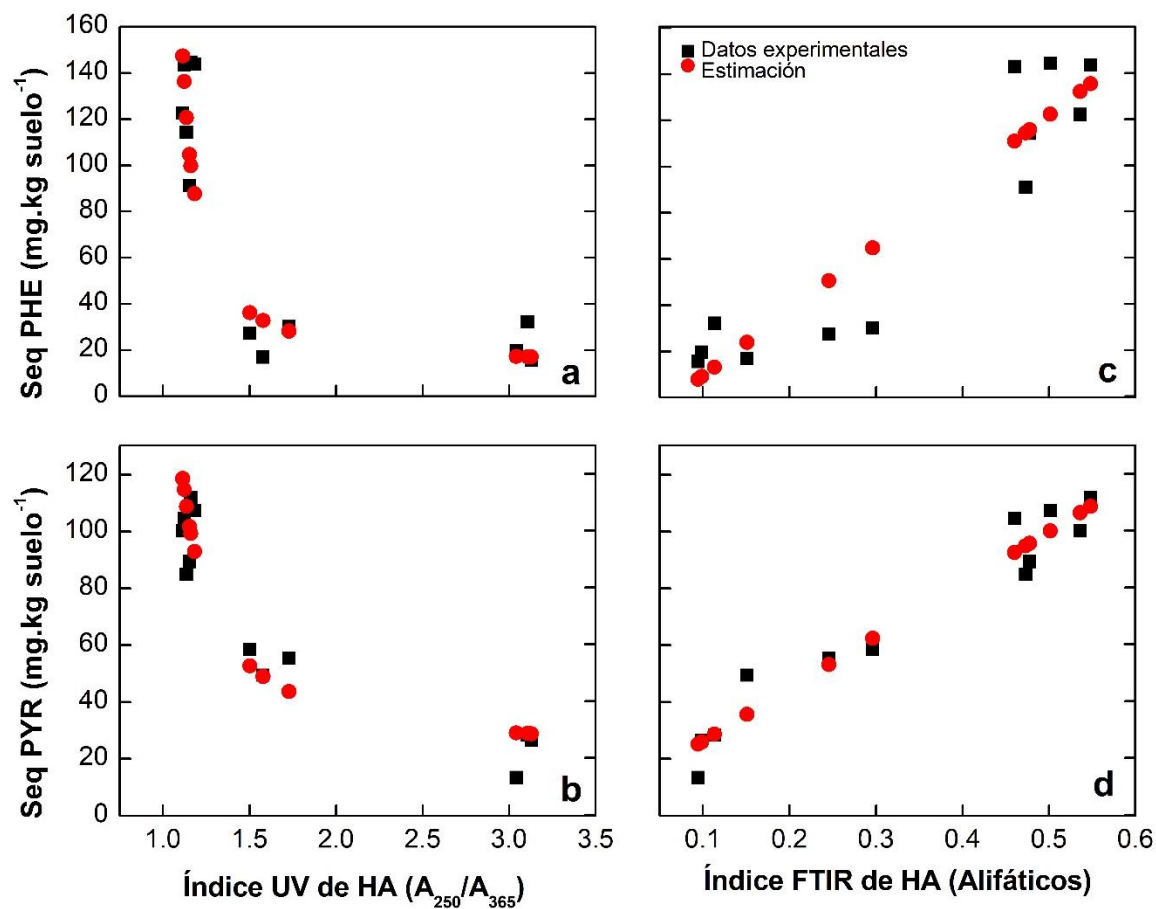 160
140
120
100
80
60
40
20
0
Seq PHE (mg.kg suelo⁻¹)
a
Datos experimentales
Estimación
c
120
100
80
60
40
20
0
Seq PYR (mg.kg suelo⁻¹)
b
d
1.0 1.5 2.0 2.5 3.0 3.5
Índice UV de HA (A₂₅₀/A₃₆₅)
0.1 0.2 0.3 0.4 0.5 0.6
Índice FTIR de HA (Alifáticos)